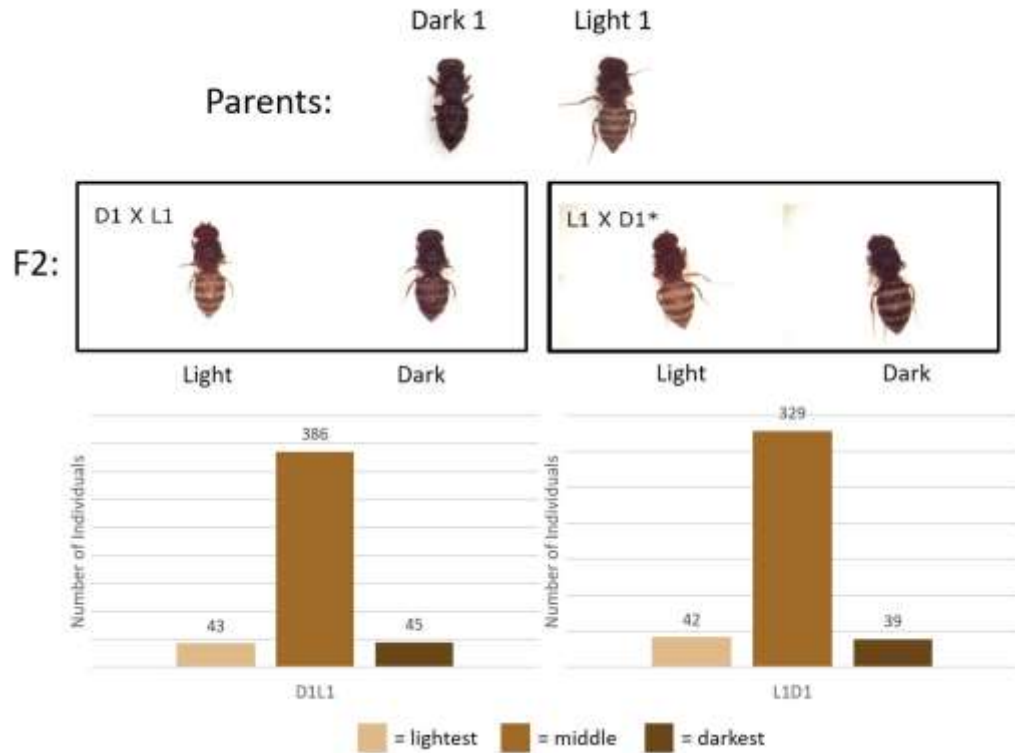 Dark 1
Light 1
Parents:
F2:
D1 X L1
L1 X D1*
Light
Dark
Light
Dark
Number of Individuals
43
386
45
D1L1
Number of Individuals
42
329
39
L1D1
= lightest
= middle
= darkest